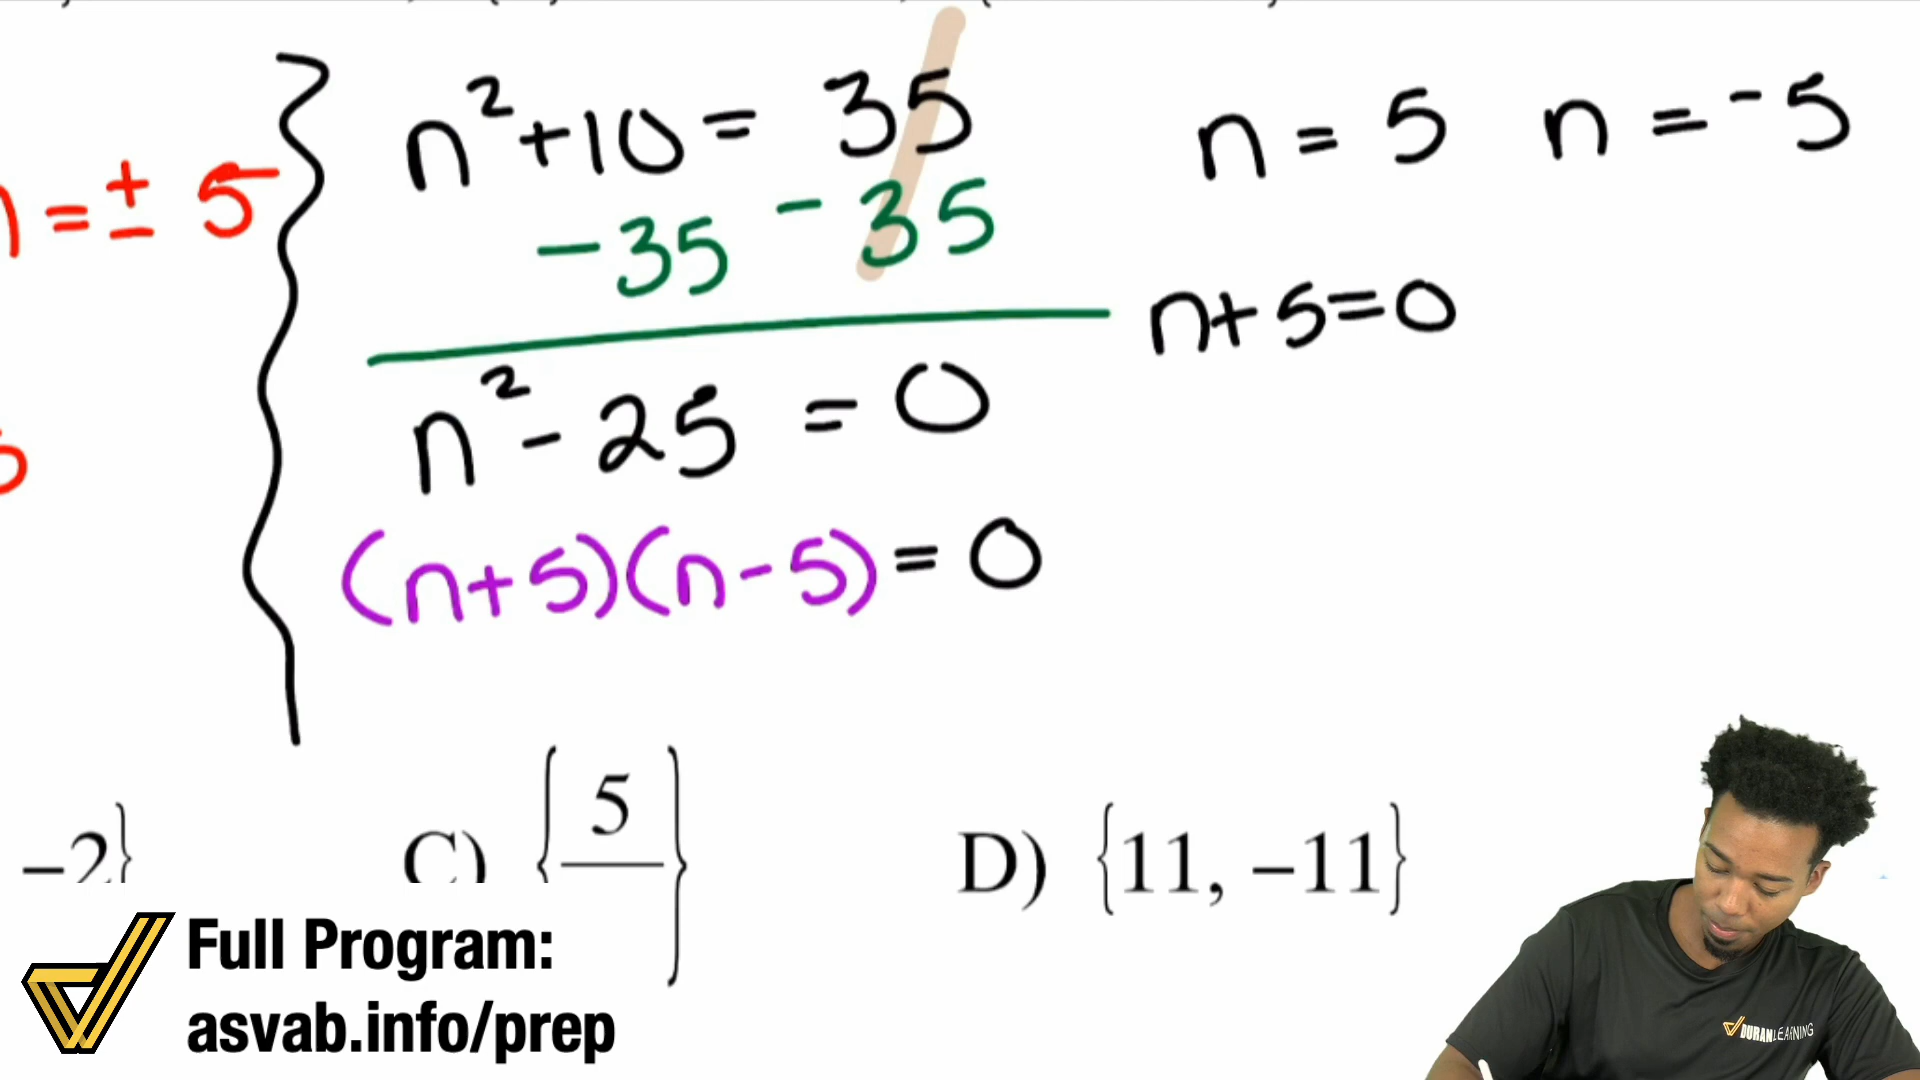 n² + 10 = 35
n = 5 n = -5
n = ± 5
-35 -35
n + 5 = 0
n² - 25 = 0
(n+5)(n-5) = 0
-2}
C) {5
D) {11, -11}
Full Program:
asvab.info/prep
DURAN LEARNING